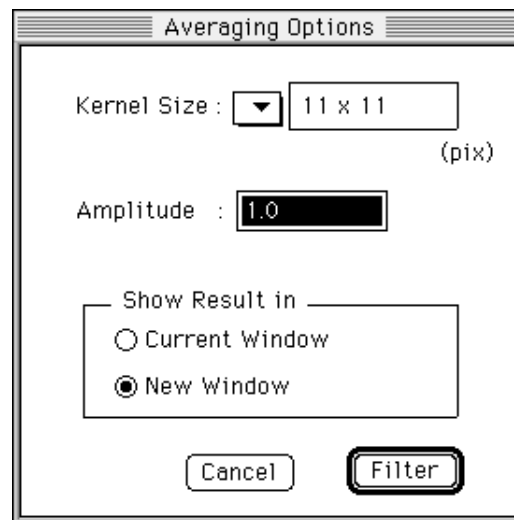 Averaging Options
Kernel Size : 11 x 11
(pix)
Amplitude : 1.0
Show Result in
Current Window
New Window
Cancel Filter